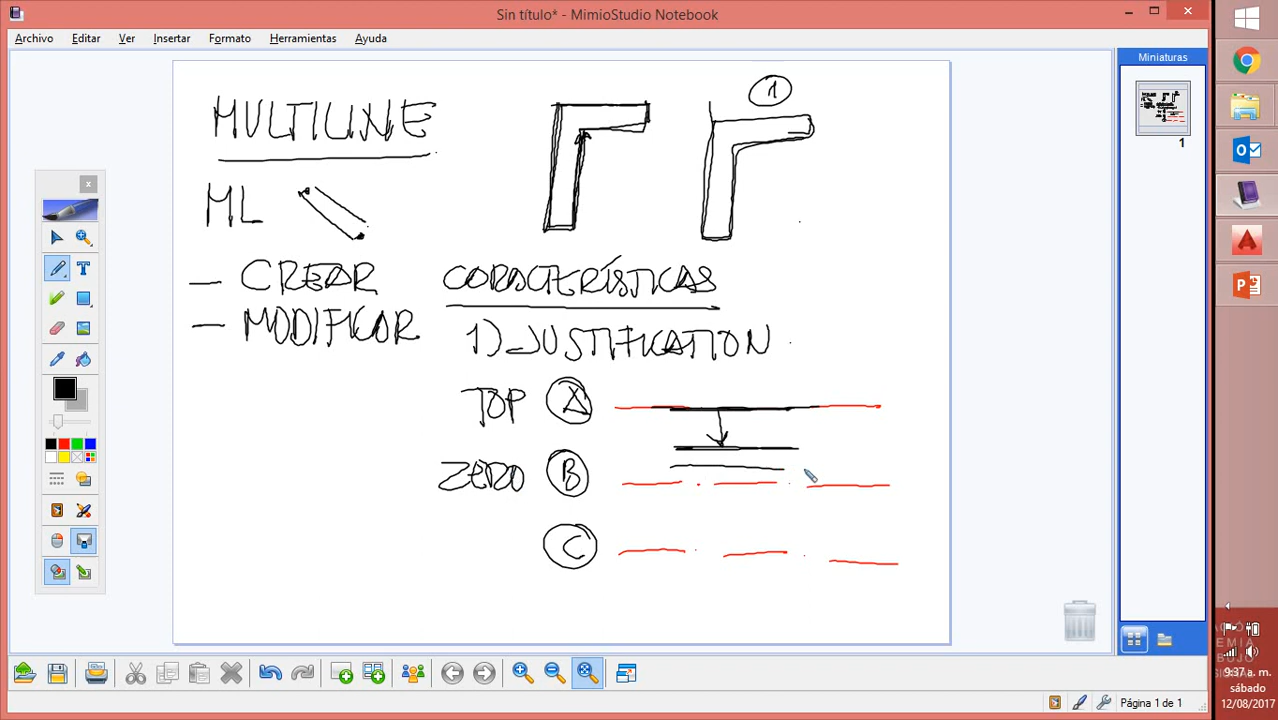 Sin título* - MimioStudio Notebook
Archivo Editar Ver Insertar Formato Herramientas Ayuda
Miniaturas
1
MULTILINE
1
ML
- CREAR
- MODIFICAR
CARACTERÍSTICAS
1) JUSTIFICATION
TOP A
ZERO B
C
Página 1 de 1
9:37 a. m.
sábado
12/08/2017